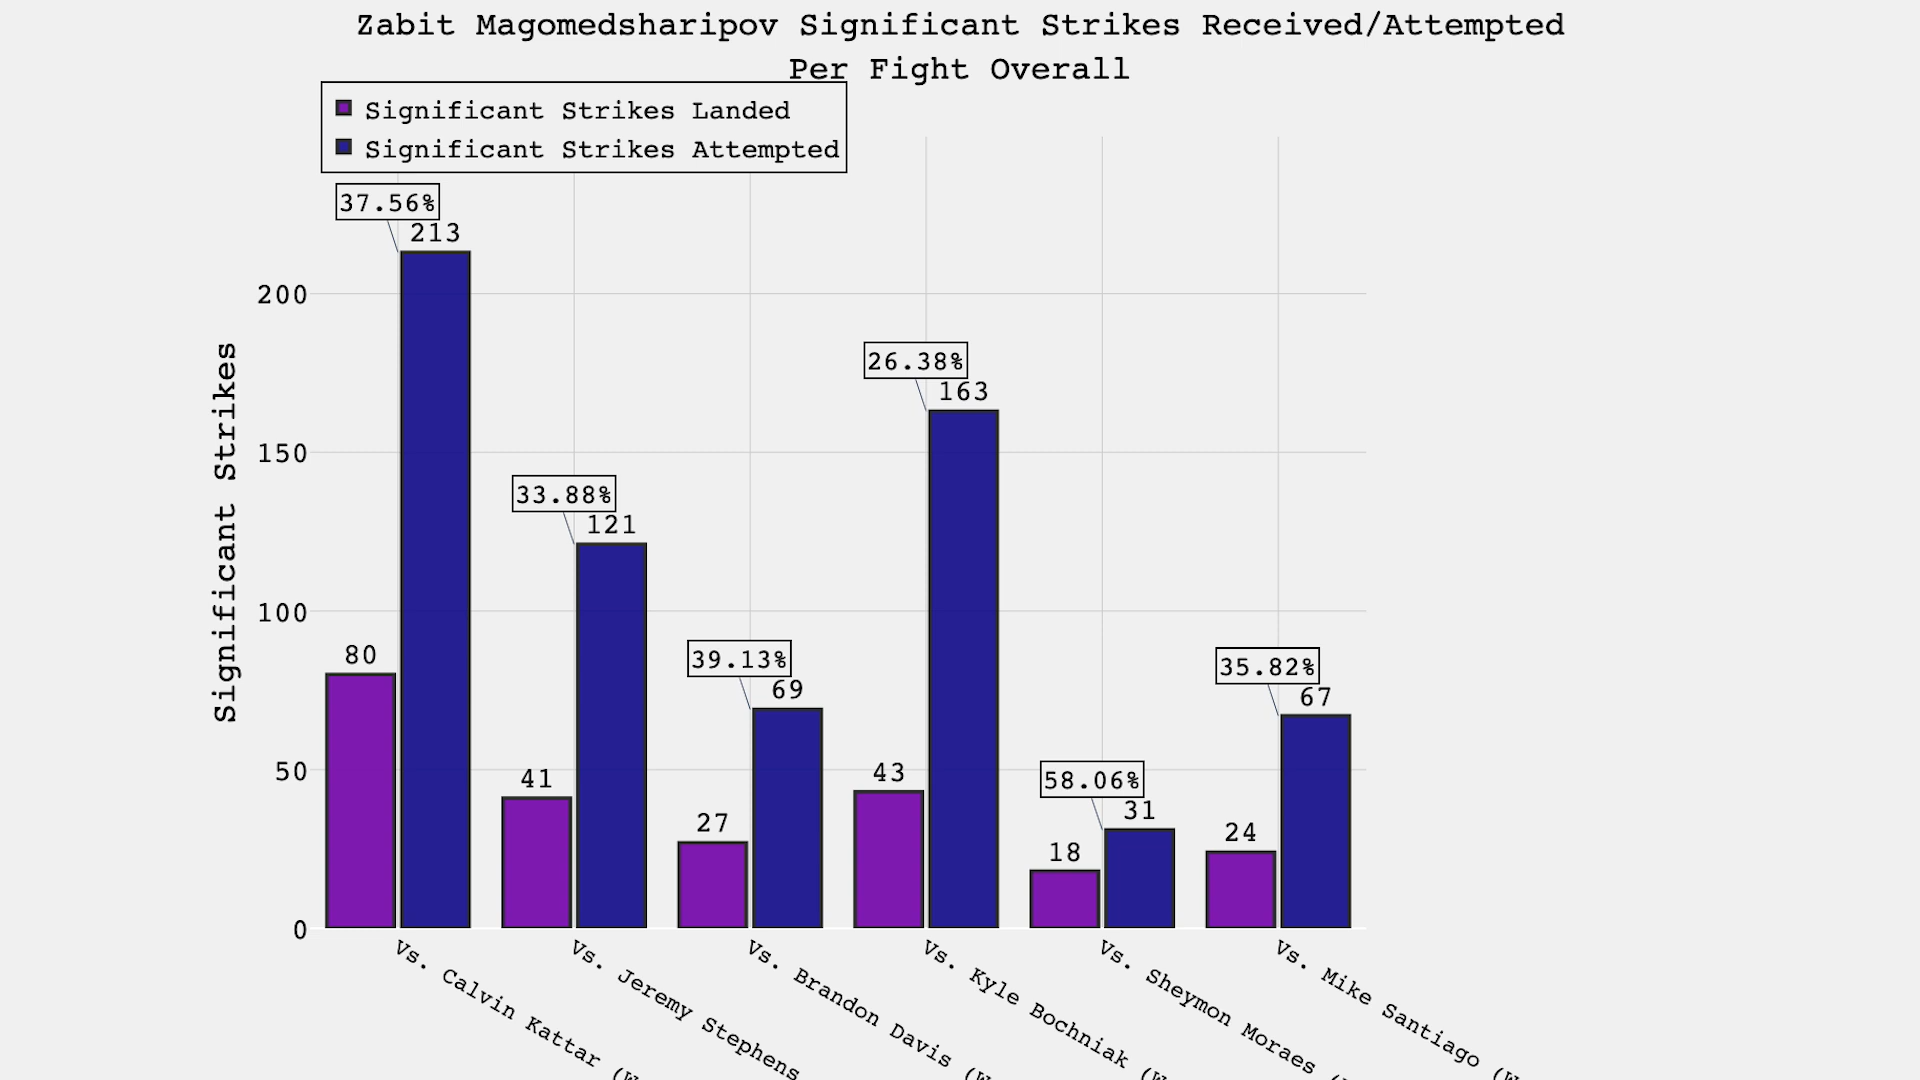 Zabit Magomedsharipov Significant Strikes Received/Attempted
Per Fight Overall
Significant Strikes Landed
Significant Strikes Attempted
Significant Strikes
200
150
100
50
0
37.56%
213
80
33.88%
121
41
39.13%
69
27
26.38%
163
43
58.06%
31
18
35.82%
67
24
Vs. Calvin Kattar
Vs. Jeremy Stephens
Vs. Brandon Davis
Vs. Kyle Bochniak
Vs. Sheymon Moraes
Vs. Mike Santiago